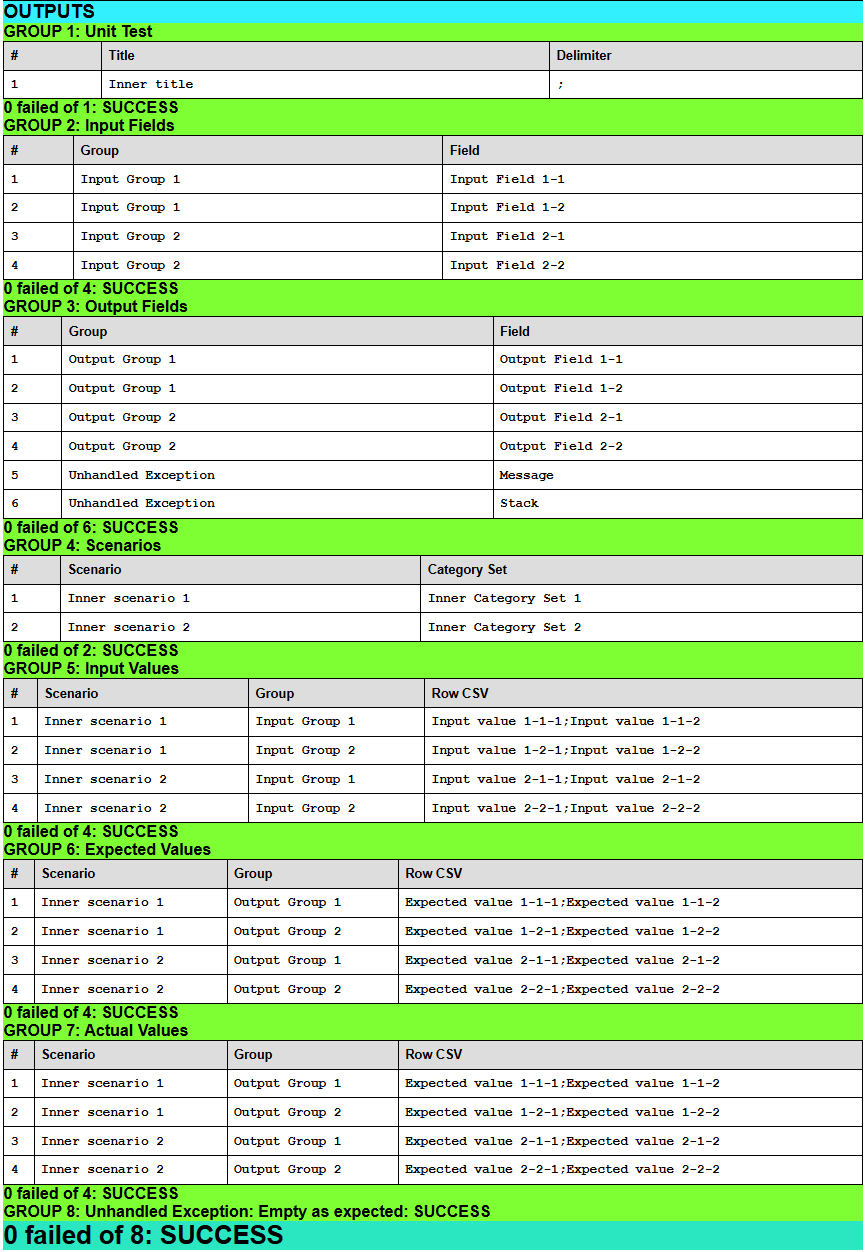 OUTPUTS
GROUP 1: Unit Test
# Title Delimiter
1 Inner title ;
0 failed of 1: SUCCESS
GROUP 2: Input Fields
# Group Field
1 Input Group 1 Input Field 1-1
2 Input Group 1 Input Field 1-2
3 Input Group 2 Input Field 2-1
4 Input Group 2 Input Field 2-2
0 failed of 4: SUCCESS
GROUP 3: Output Fields
# Group Field
1 Output Group 1 Output Field 1-1
2 Output Group 1 Output Field 1-2
3 Output Group 2 Output Field 2-1
4 Output Group 2 Output Field 2-2
5 Unhandled Exception Message
6 Unhandled Exception Stack
0 failed of 6: SUCCESS
GROUP 4: Scenarios
# Scenario Category Set
1 Inner scenario 1 Inner Category Set 1
2 Inner scenario 2 Inner Category Set 2
0 failed of 2: SUCCESS
GROUP 5: Input Values
# Scenario Group Row CSV
1 Inner scenario 1 Input Group 1 Input value 1-1-1;Input value 1-1-2
2 Inner scenario 1 Input Group 2 Input value 1-2-1;Input value 1-2-2
3 Inner scenario 2 Input Group 1 Input value 2-1-1;Input value 2-1-2
4 Inner scenario 2 Input Group 2 Input value 2-2-1;Input value 2-2-2
0 failed of 4: SUCCESS
GROUP 6: Expected Values
# Scenario Group Row CSV
1 Inner scenario 1 Output Group 1 Expected value 1-1-1;Expected value 1-1-2
2 Inner scenario 1 Output Group 2 Expected value 1-2-1;Expected value 1-2-2
3 Inner scenario 2 Output Group 1 Expected value 2-1-1;Expected value 2-1-2
4 Inner scenario 2 Output Group 2 Expected value 2-2-1;Expected value 2-2-2
0 failed of 4: SUCCESS
GROUP 7: Actual Values
# Scenario Group Row CSV
1 Inner scenario 1 Output Group 1 Expected value 1-1-1;Expected value 1-1-2
2 Inner scenario 1 Output Group 2 Expected value 1-2-1;Expected value 1-2-2
3 Inner scenario 2 Output Group 1 Expected value 2-1-1;Expected value 2-1-2
4 Inner scenario 2 Output Group 2 Expected value 2-2-1;Expected value 2-2-2
0 failed of 4: SUCCESS
GROUP 8: Unhandled Exception: Empty as expected: SUCCESS
0 failed of 8: SUCCESS